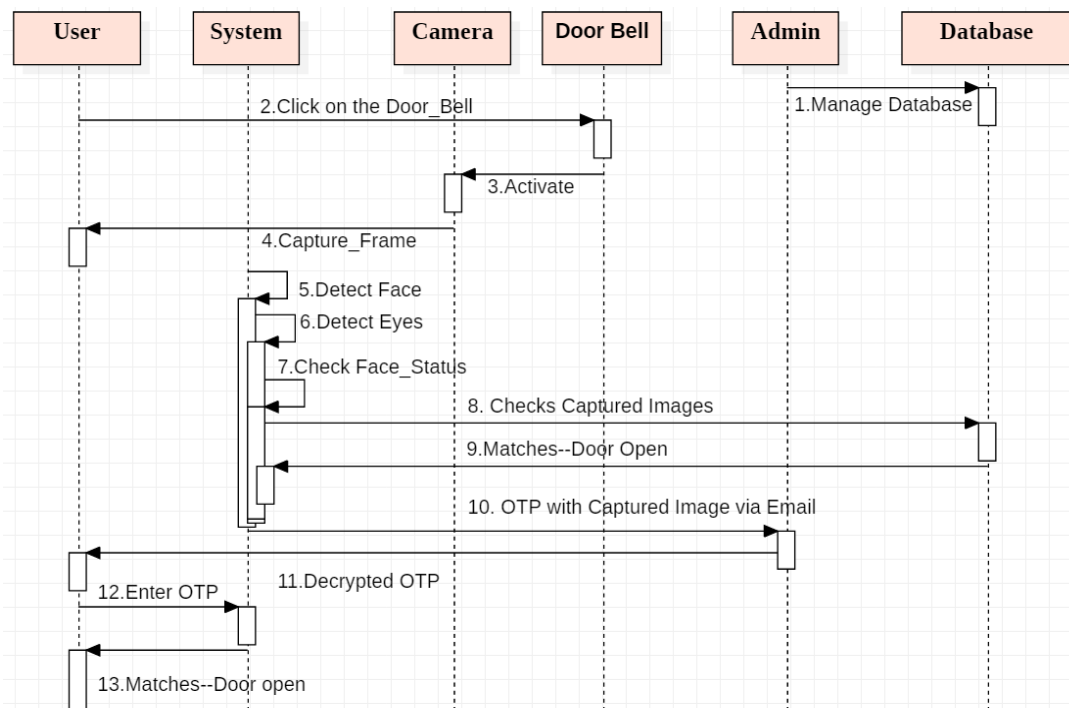 User
System
Camera
Door Bell
Admin
Database
1.Manage Database
2.Click on the Door_Bell
3.Activate
4.Capture_Frame
5.Detect Face
6.Detect Eyes
7.Check Face_Status
8. Checks Captured Images
9.Matches--Door Open
10. OTP with Captured Image via Email
11.Decrypted OTP
12.Enter OTP
13.Matches--Door open